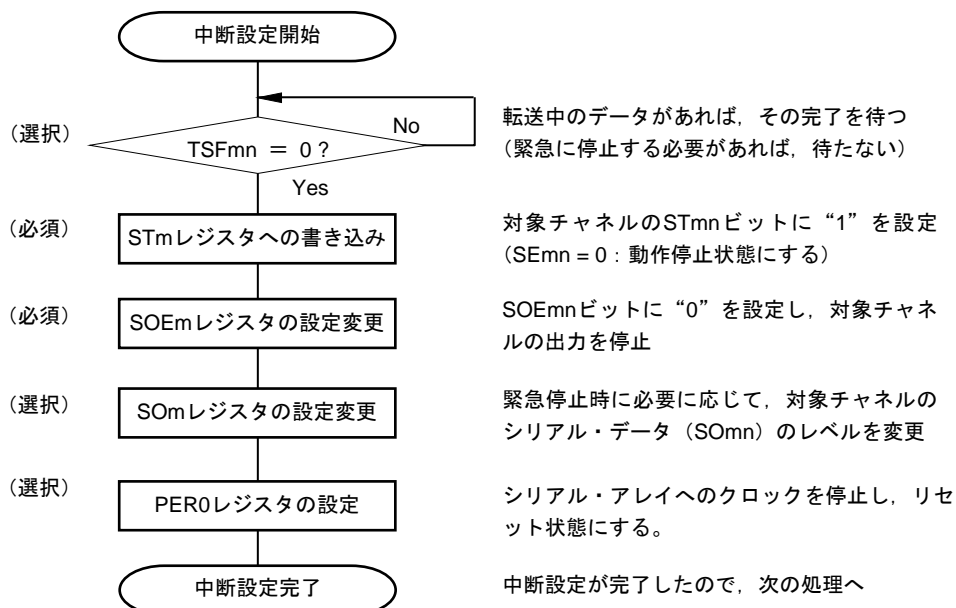 中断設定開始
（選択）
TSFmn ＝ 0？
No
転送中のデータがあれば，その完了を待つ
（緊急に停止する必要があれば，待たない）
Yes
（必須）
STmレジスタへの書き込み
対象チャネルのSTmnビットに“1”を設定
（SEmn = 0：動作停止状態にする）
（必須）
SOEmレジスタの設定変更
SOEmnビットに“0”を設定し，対象チャネ
ルの出力を停止
（選択）
SOmレジスタの設定変更
緊急停止時に必要に応じて，対象チャネルの
シリアル・データ（SOmn）のレベルを変更
（選択）
PER0レジスタの設定
シリアル・アレイへのクロックを停止し，リセ
ット状態にする。
中断設定完了
中断設定が完了したので，次の処理へ